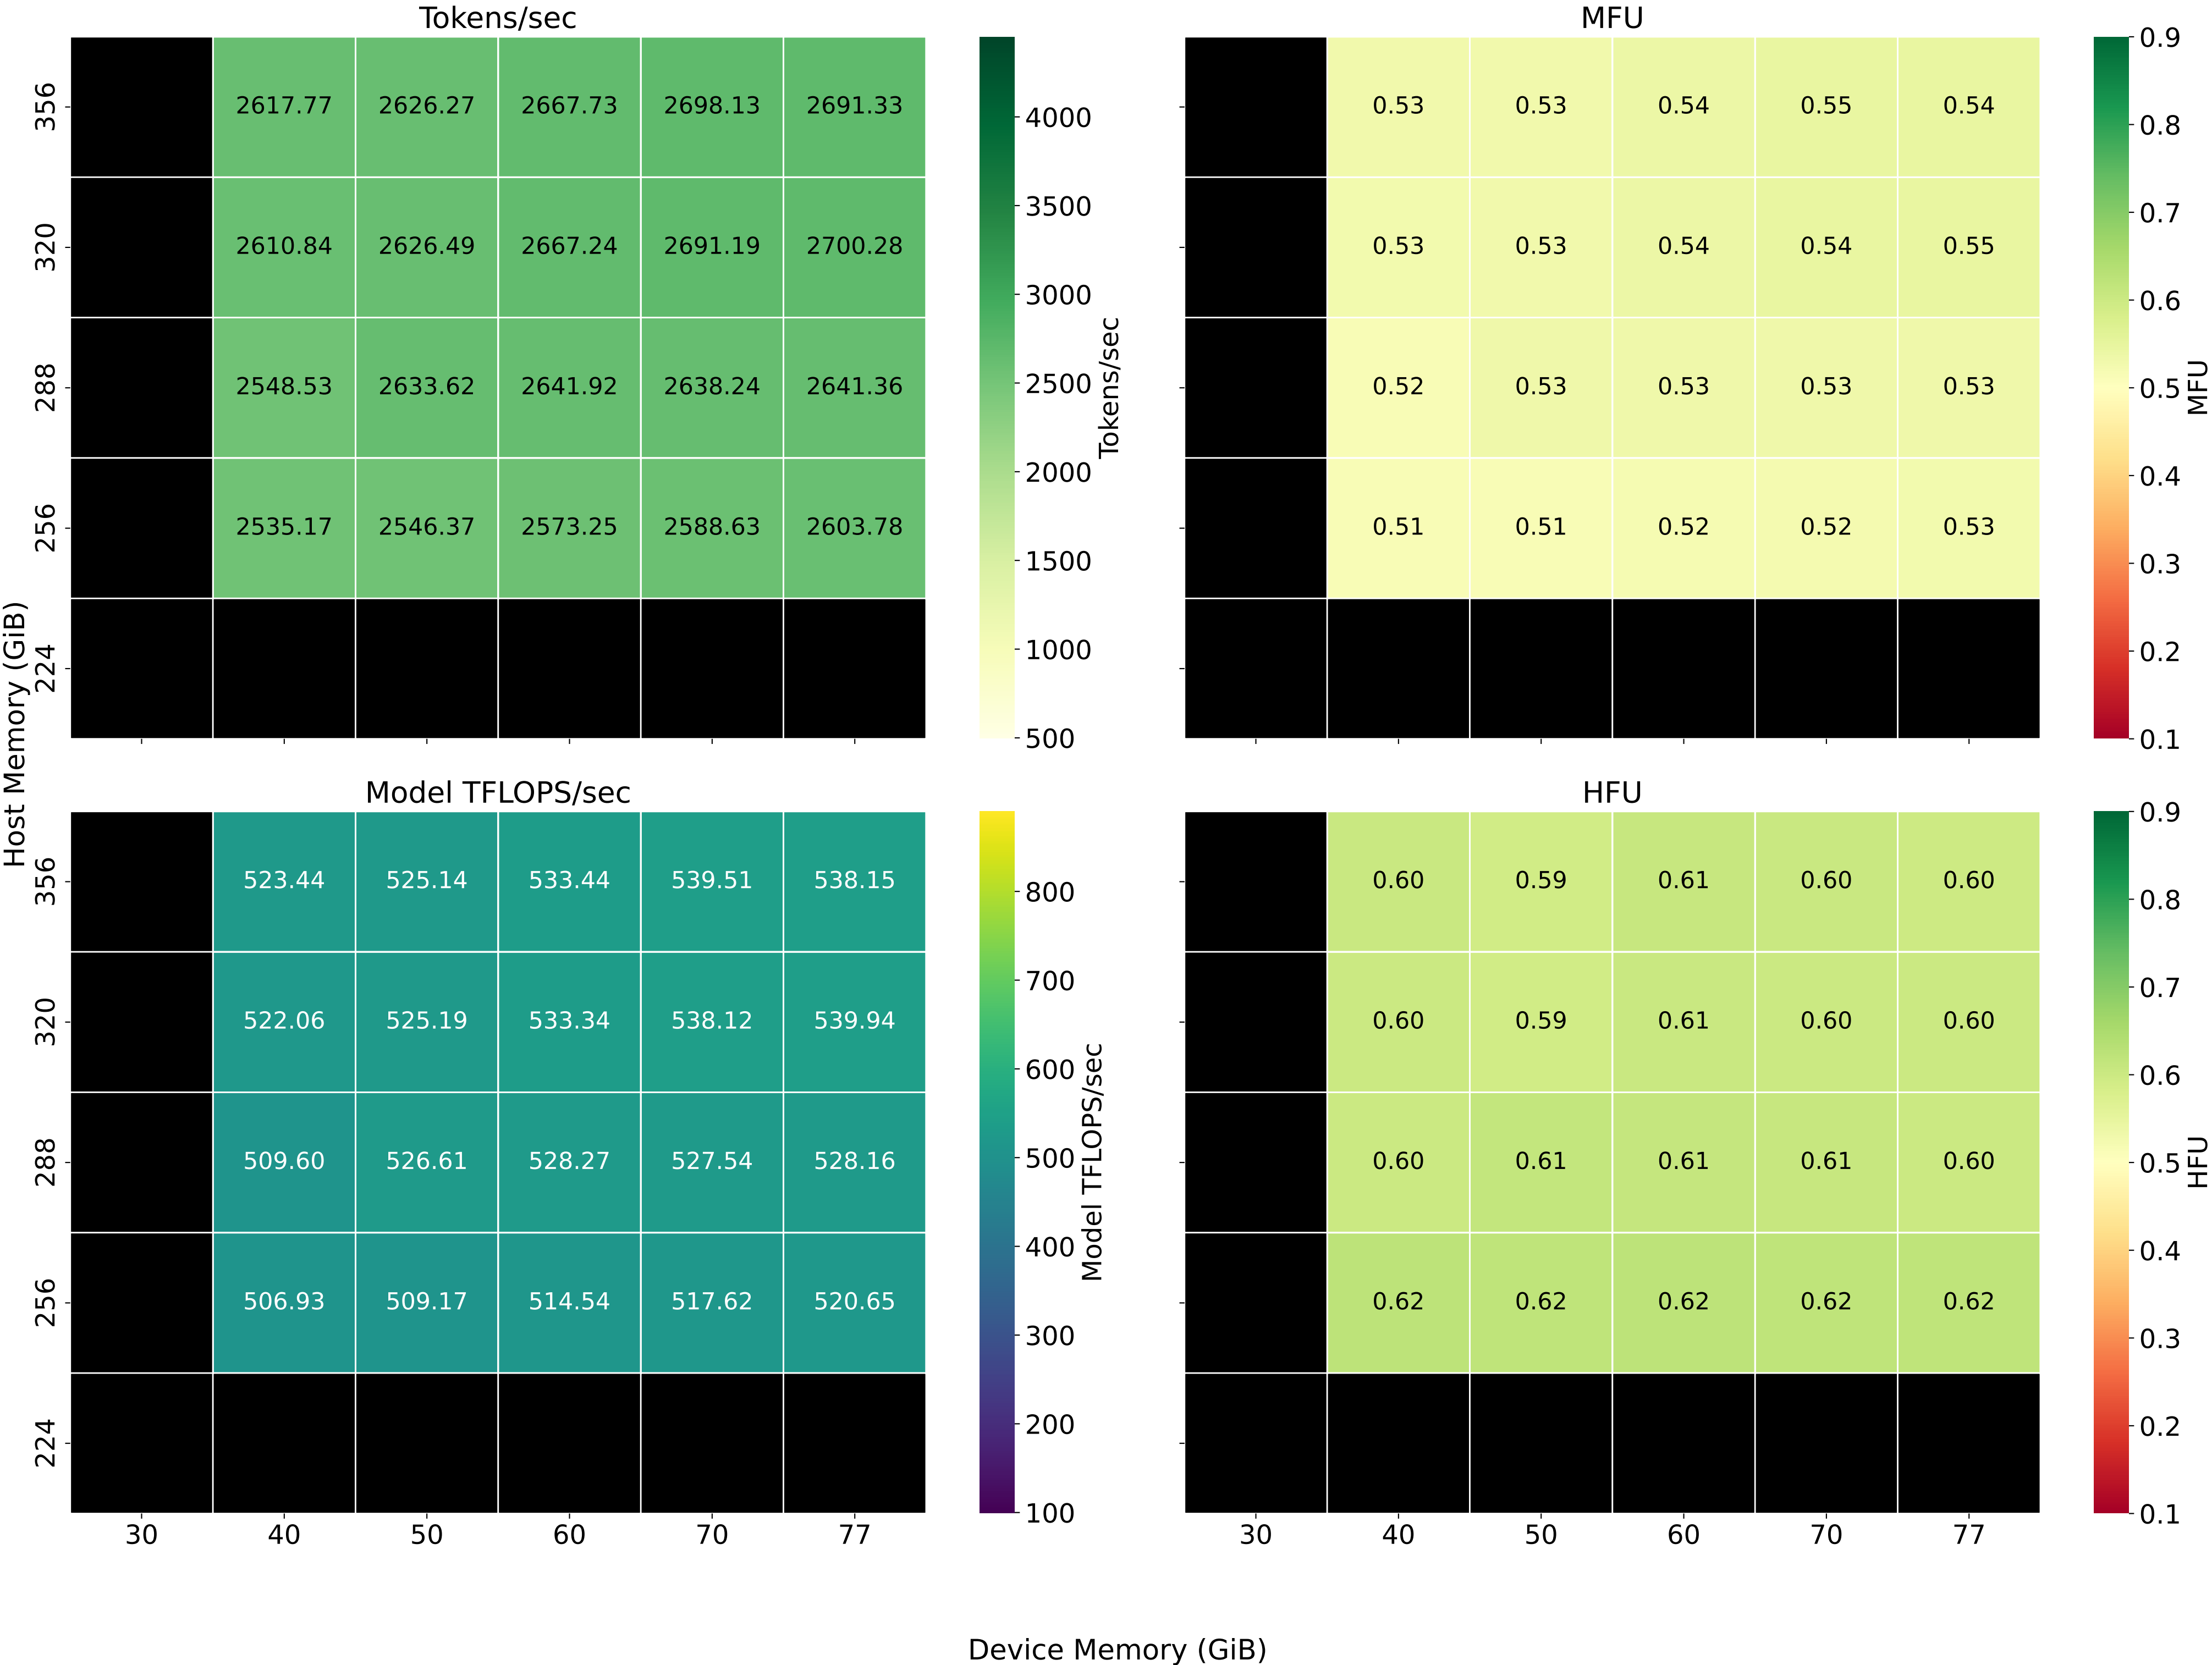 Tokens/sec
356 2617.77 2626.27 2667.73 2698.13 2691.33
320 2610.84 2626.49 2667.24 2691.19 2700.28
288 2548.53 2633.62 2641.92 2638.24 2641.36
256 2535.17 2546.37 2573.25 2588.63 2603.78
224
4000
3500
3000
2500
2000
1500
1000
500
Tokens/sec
MFU
0.53 0.53 0.54 0.55 0.54
0.53 0.53 0.54 0.54 0.55
0.52 0.53 0.53 0.53 0.53
0.51 0.51 0.52 0.52 0.53
0.9
0.8
0.7
0.6
0.5
0.4
0.3
0.2
0.1
MFU
Host Memory (GiB)
Model TFLOPS/sec
356 523.44 525.14 533.44 539.51 538.15
320 522.06 525.19 533.34 538.12 539.94
288 509.60 526.61 528.27 527.54 528.16
256 506.93 509.17 514.54 517.62 520.65
224
30 40 50 60 70 77
800
700
600
500
400
300
200
100
Model TFLOPS/sec
HFU
0.60 0.59 0.61 0.60 0.60
0.60 0.59 0.61 0.60 0.60
0.60 0.61 0.61 0.61 0.60
0.62 0.62 0.62 0.62 0.62
30 40 50 60 70 77
0.9
0.8
0.7
0.6
0.5
0.4
0.3
0.2
0.1
HFU
Device Memory (GiB)